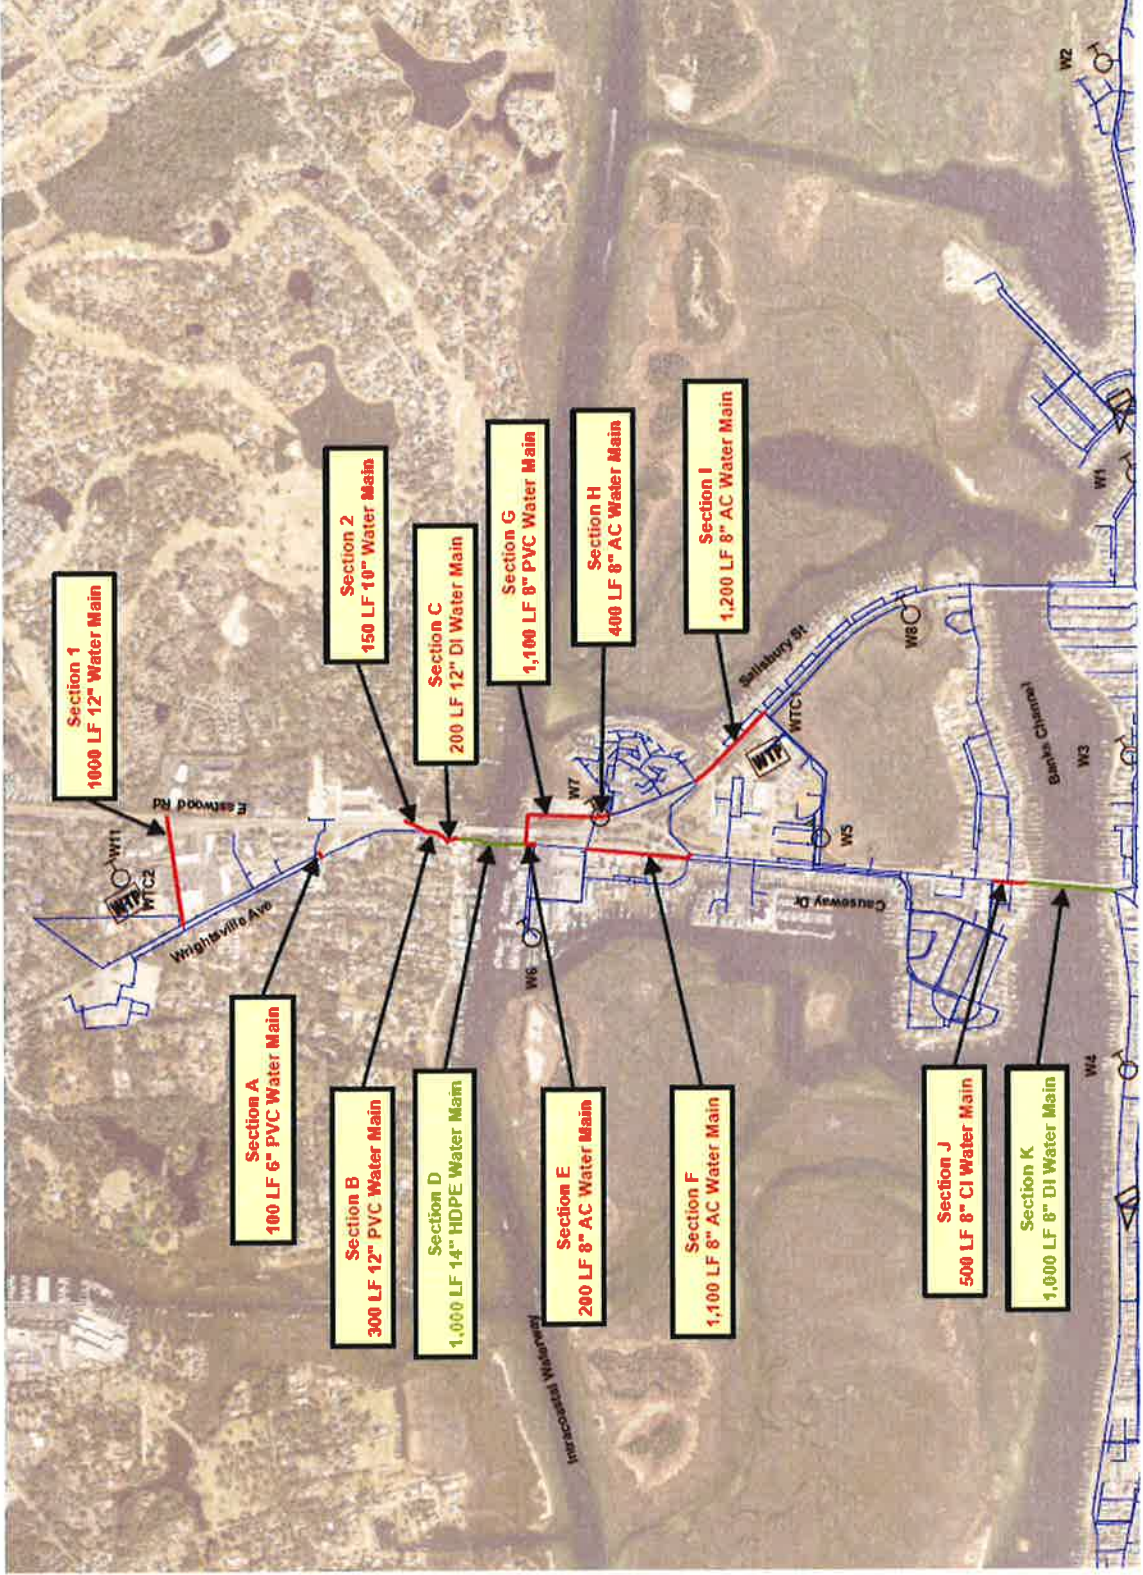 Section 1
1000 LF 12" Water Main
W11
WTP
WTC2
Eastwood Rd
Wrightsville Ave
Section A
100 LF 6" PVC Water Main
Section 2
150 LF 10" Water Main
Section B
300 LF 12" PVC Water Main
Section C
200 LF 12" DI Water Main
Section D
1,000 LF 14" HDPE Water Main
Section G
1,100 LF 8" PVC Water Main
W6
Intracoastal Waterway
Section E
200 LF 8" AC Water Main
W7
Section H
400 LF 8" AC Water Main
Section F
1,100 LF 8" AC Water Main
Section I
1,200 LF 8" AC Water Main
Salisbury St
WTP
WTC1
W5
Causeway Dr
W8
Section J
500 LF 8" CI Water Main
Section K
1,000 LF 8" DI Water Main
Banks Channel
W4
W3
W1
W2